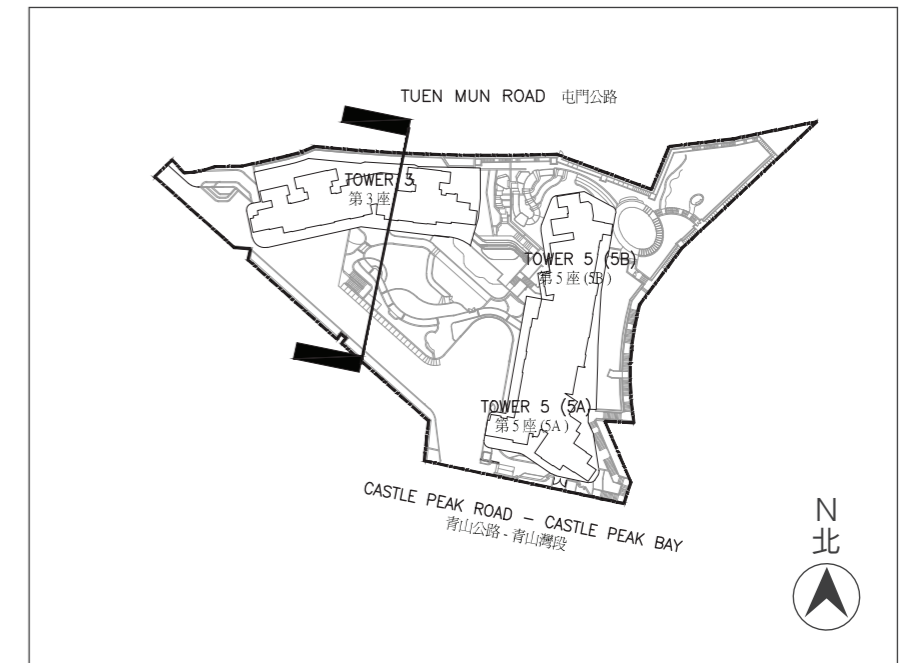 TUEN MUN ROAD 屯門公路
TOWER 3
第3座
TOWER 5 (5B)
第5座(5B)
TOWER 5 (5A)
第5座(5A)
CASTLE PEAK ROAD - CASTLE PEAK BAY
青山公路 - 青山灣段
N
北